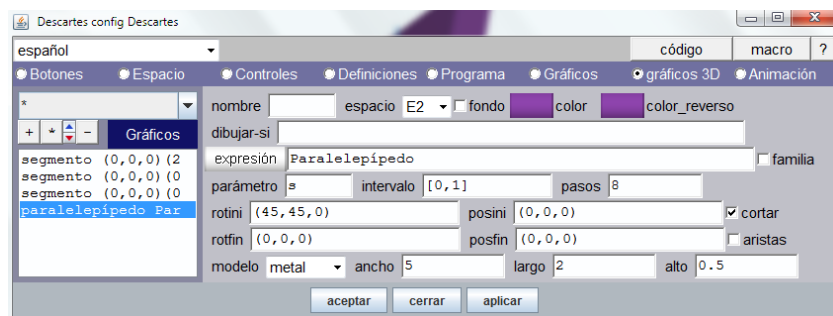 Descartes config Descartes
español código macro ?
Botones Espacio Controles Definiciones Programa Gráficos gráficos 3D Animación
* nombre espacio E2 fondo color color_reverso
+ * - Gráficos dibujar-si
segmento (0,0,0)(2 expresión Paralelepípedo familia
segmento (0,0,0)(0 parámetro s intervalo [0,1] pasos 8
segmento (0,0,0)(0
paralelepípedo Par rotini (45,45,0) posini (0,0,0) cortar
rotfin (0,0,0) posfin (0,0,0) aristas
modelo metal ancho 5 largo 2 alto 0.5
aceptar cerrar aplicar